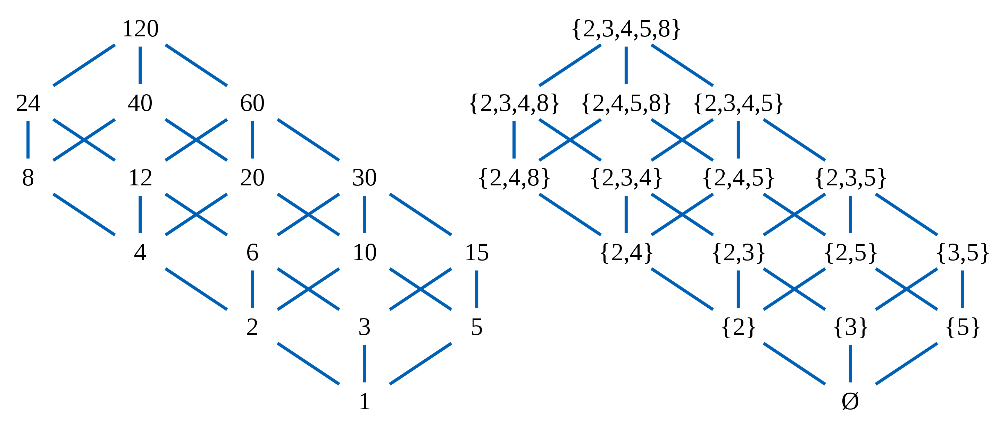 120 {2,3,4,5,8}
24 40 60 {2,3,4,8} {2,4,5,8} {2,3,4,5}
8 12 20 30 {2,4,8} {2,3,4} {2,4,5} {2,3,5}
4 6 10 15 {2,4} {2,3} {2,5} {3,5}
2 3 5 {2} {3} {5}
1 Ø